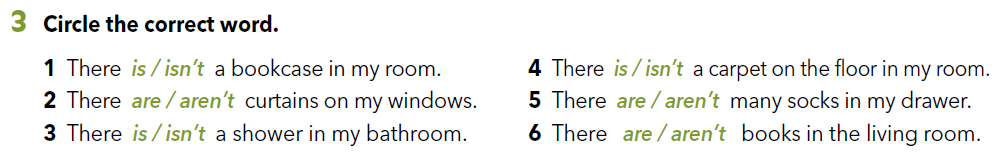 3 Circle the correct word.
1 There is / isn't a bookcase in my room.
2 There are / aren't curtains on my windows.
3 There is / isn't a shower in my bathroom.
4 There is / isn't a carpet on the floor in my room.
5 There are / aren't many socks in my drawer.
6 There are / aren't books in the living room.